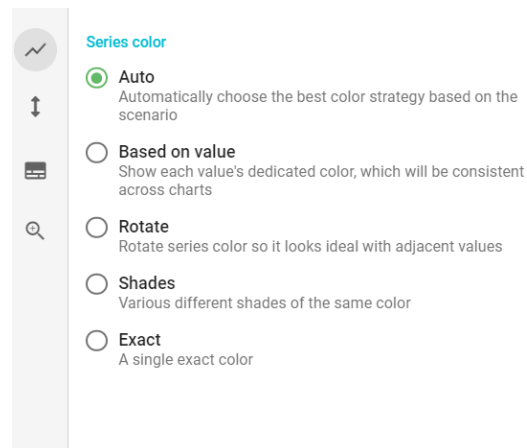 Series color
Auto
Automatically choose the best color strategy based on the
scenario
Based on value
Show each value's dedicated color, which will be consistent
across charts
Rotate
Rotate series color so it looks ideal with adjacent values
Shades
Various different shades of the same color
Exact
A single exact color